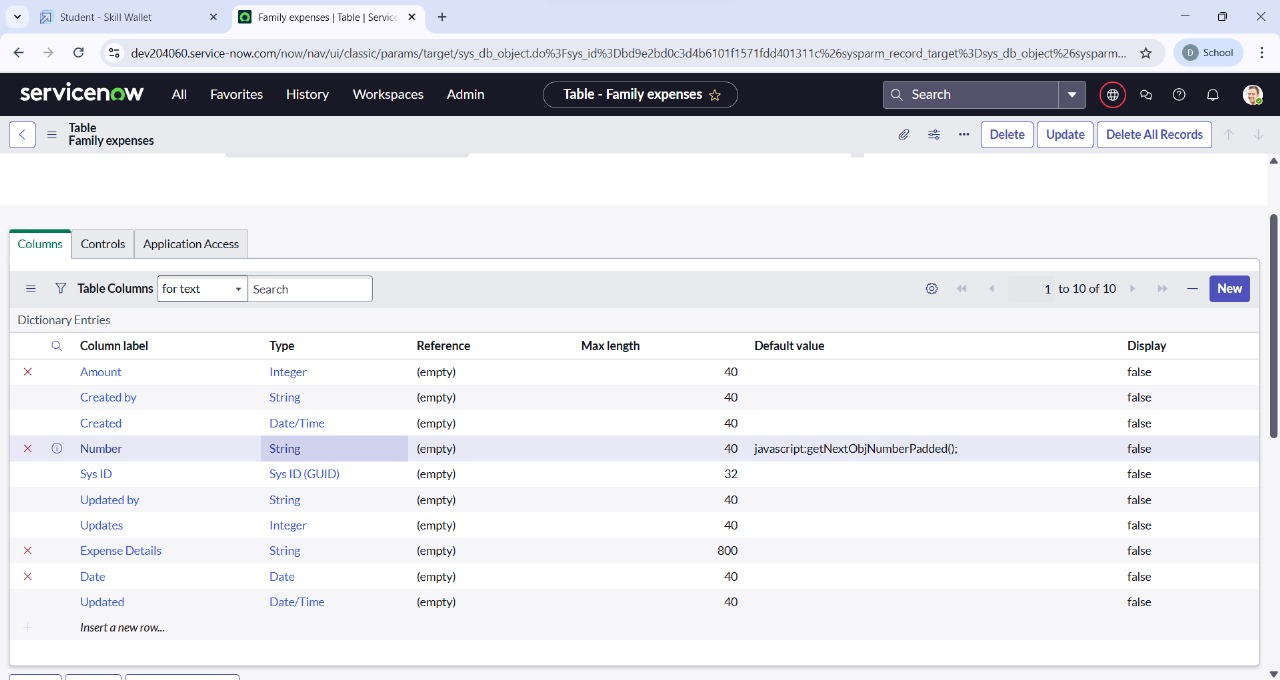 Student - Skill Wallet
Family expenses | Table | Service
dev204060.service-now.com/now/nav/ui/classic/params/target/sys_db_object.do%3Fsys_id%3Dbd9e2bd0c3d4b6101f1571fdd401311c%26sysparm_record_target%3Dsys_db_object%26sysparm...
D School
servicenow All Favorites History Workspaces Admin Table - Family expenses Search
Table
Family expenses
Delete Update Delete All Records
Columns Controls Application Access
Table Columns for text Search 1 to 10 of 10 New
Dictionary Entries
Column label Type Reference Max length Default value Display
Amount Integer (empty) 40 false
Created by String (empty) 40 false
Created Date/Time (empty) 40 false
Number String (empty) 40 javascript:getNextObjNumberPadded(); false
Sys ID Sys ID (GUID) (empty) 32 false
Updated by String (empty) 40 false
Updates Integer (empty) 40 false
Expense Details String (empty) 800 false
Date Date (empty) 40 false
Updated Date/Time (empty) 40 false
Insert a new row...